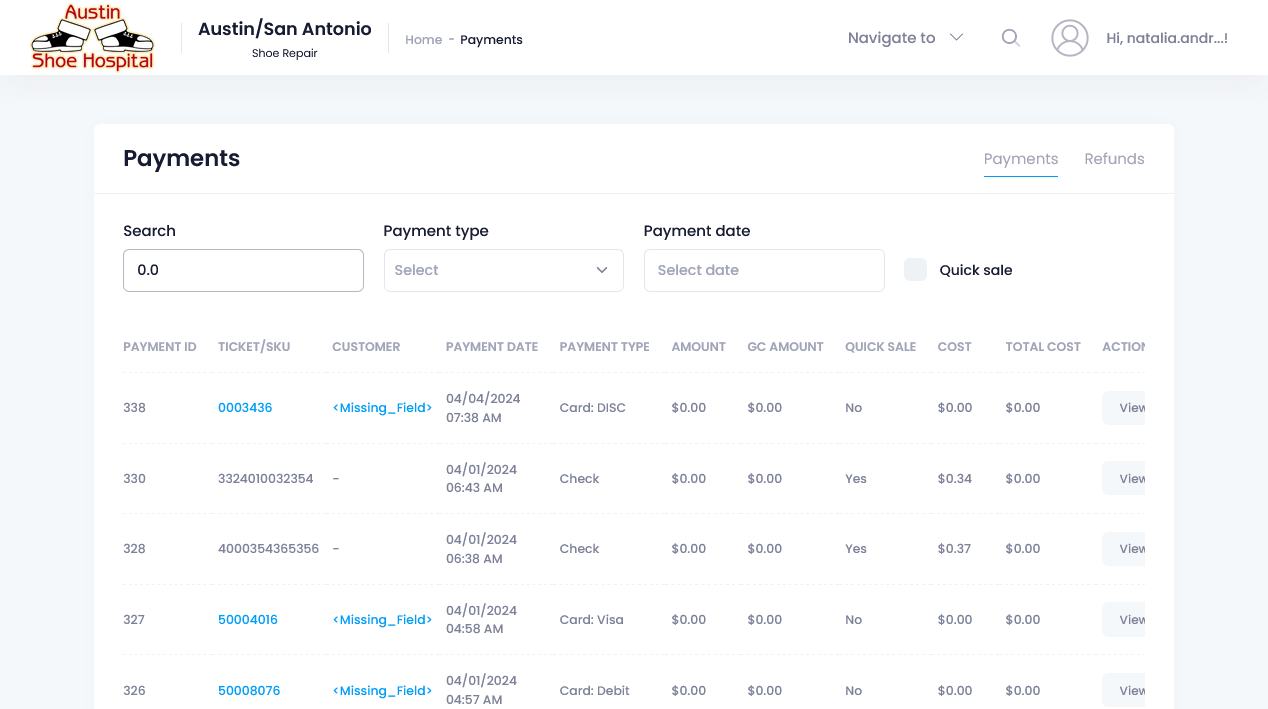 Austin
Shoe Hospital
Austin/San Antonio
Shoe Repair
Home - Payments
Navigate to
Hi, natalia.andr...!
Payments
Payments Refunds
Search Payment type Payment date
0.0 Select Select date Quick sale
PAYMENT ID TICKET/SKU CUSTOMER PAYMENT DATE PAYMENT TYPE AMOUNT GC AMOUNT QUICK SALE COST TOTAL COST ACTION
338 0003436 <Missing_Field> 04/04/2024 07:38 AM Card: DISC $0.00 $0.00 No $0.00 $0.00 View
330 3324010032354 - 04/01/2024 06:43 AM Check $0.00 $0.00 Yes $0.34 $0.00 View
328 4000354365356 - 04/01/2024 06:38 AM Check $0.00 $0.00 Yes $0.37 $0.00 View
327 50004016 <Missing_Field> 04/01/2024 04:58 AM Card: Visa $0.00 $0.00 No $0.00 $0.00 View
326 50008076 <Missing_Field> 04/01/2024 04:57 AM Card: Debit $0.00 $0.00 No $0.00 $0.00 View